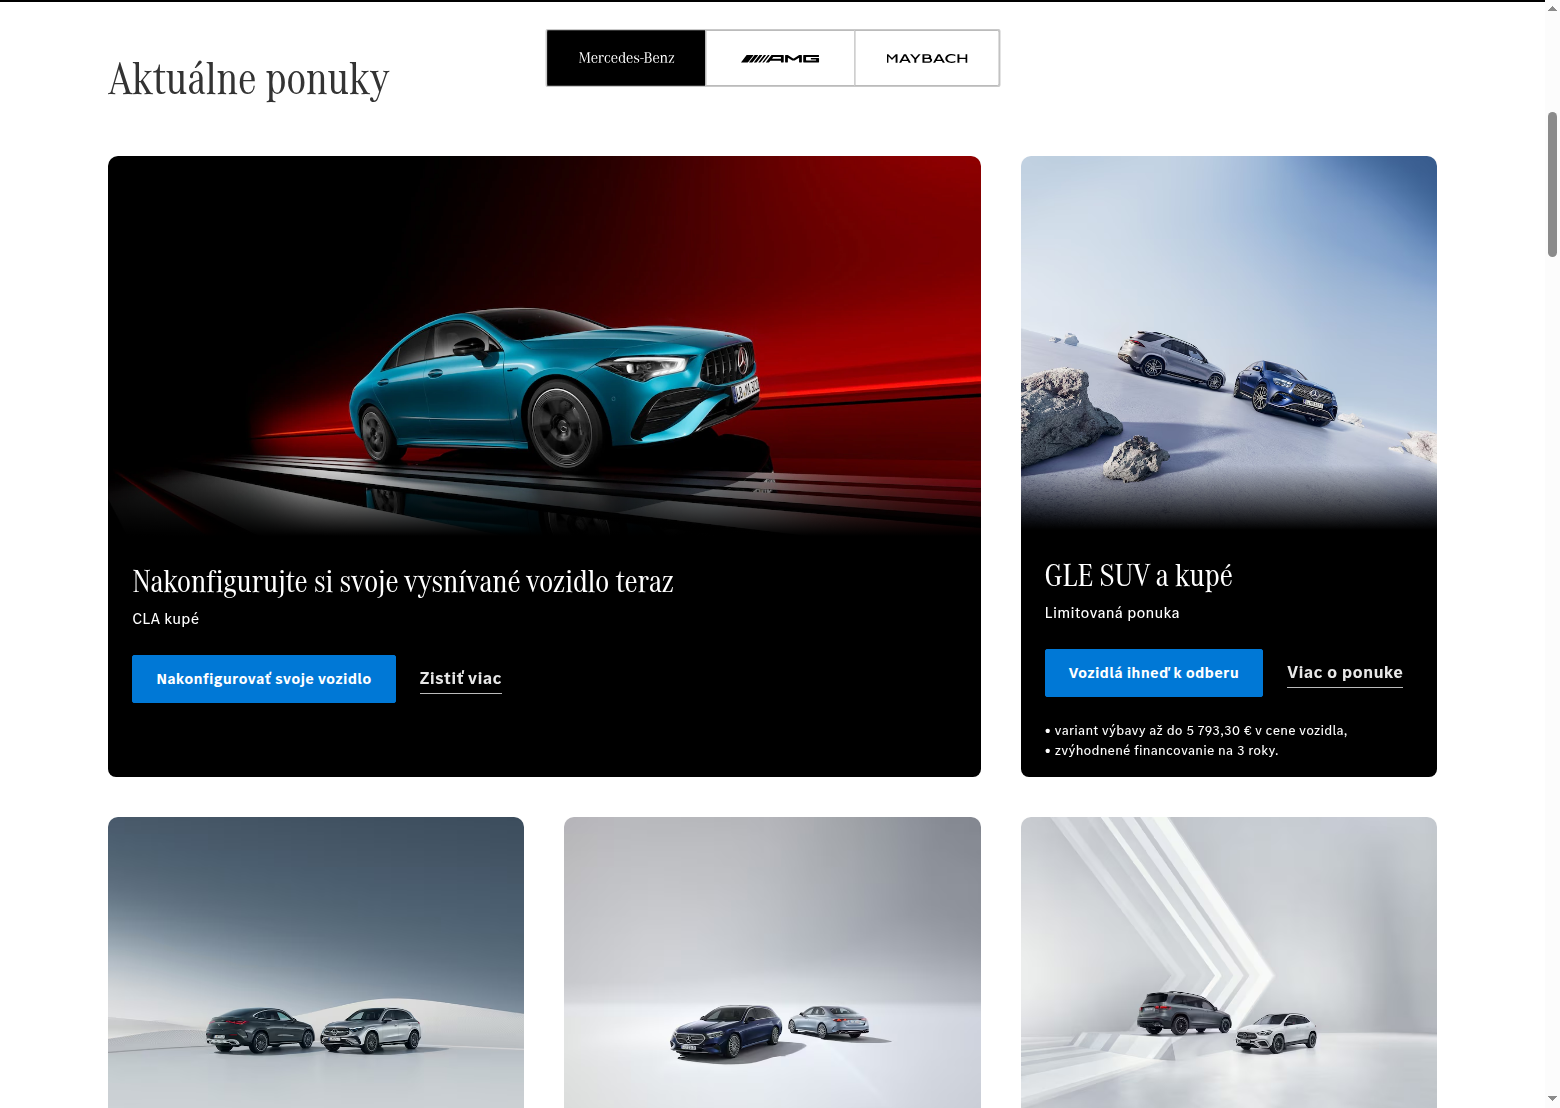 Aktuálne ponuky
Mercedes-Benz
AMG
MAYBACH
Nakonfigurujte si svoje vysnívané vozidlo teraz
CLA kupé
Nakonfigurovať svoje vozidlo
Zistiť viac
GLE SUV a kupé
Limitovaná ponuka
Vozidlá ihneď k odberu
Viac o ponuke
• variant výbavy až do 5 793,30 € v cene vozidla,
• zvýhodnené financovanie na 3 roky.